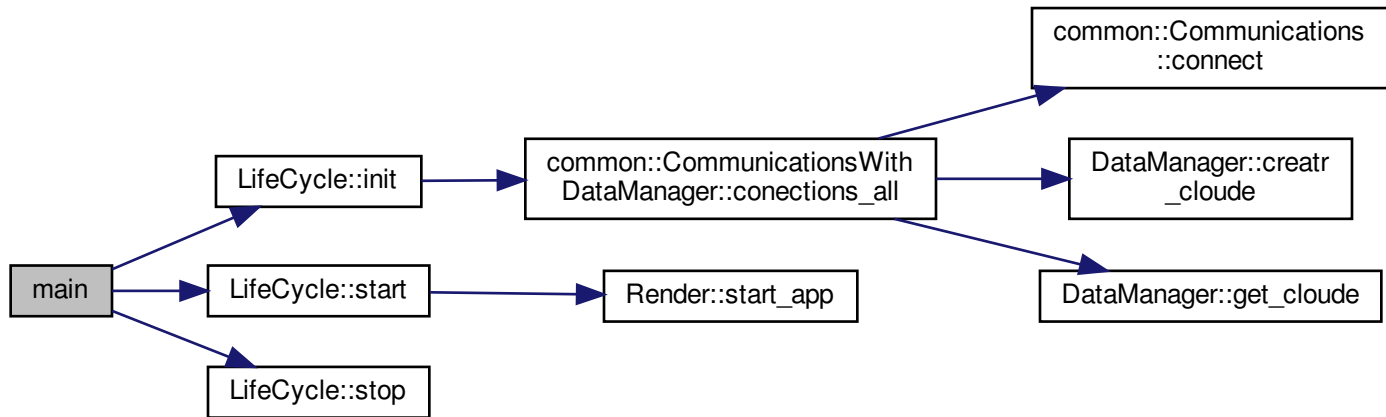 main
LifeCycle::init
LifeCycle::start
LifeCycle::stop
common::CommunicationsWith
DataManager::conections_all
Render::start_app
common::Communications
::connect
DataManager::creatr
_cloude
DataManager::get_cloude